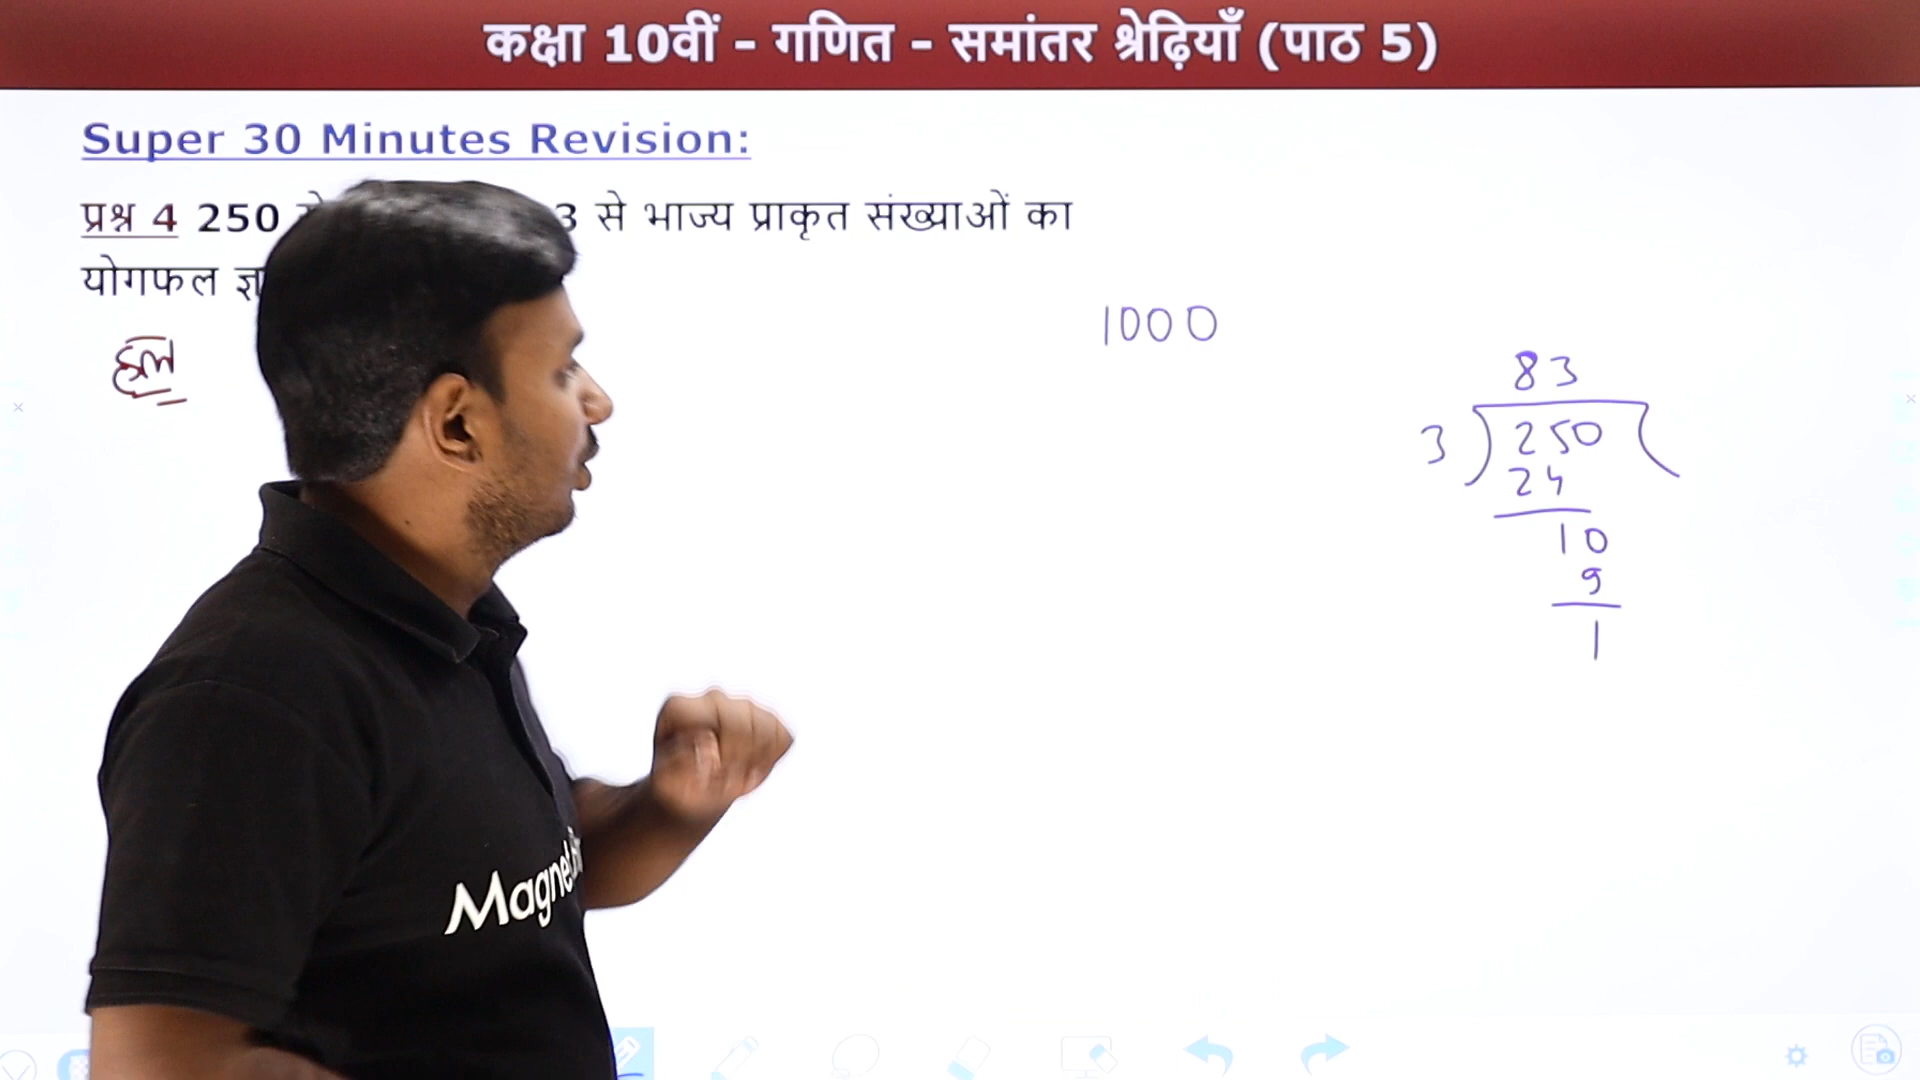 कक्षा 10वीं - गणित - समांतर श्रेढ़ियाँ (पाठ 5)
Super 30 Minutes Revision:
प्रश्न 4 250 3 से भाज्य प्राकृत संख्याओं का
योगफल
हल
1000
83
3 250
24
10
9
1